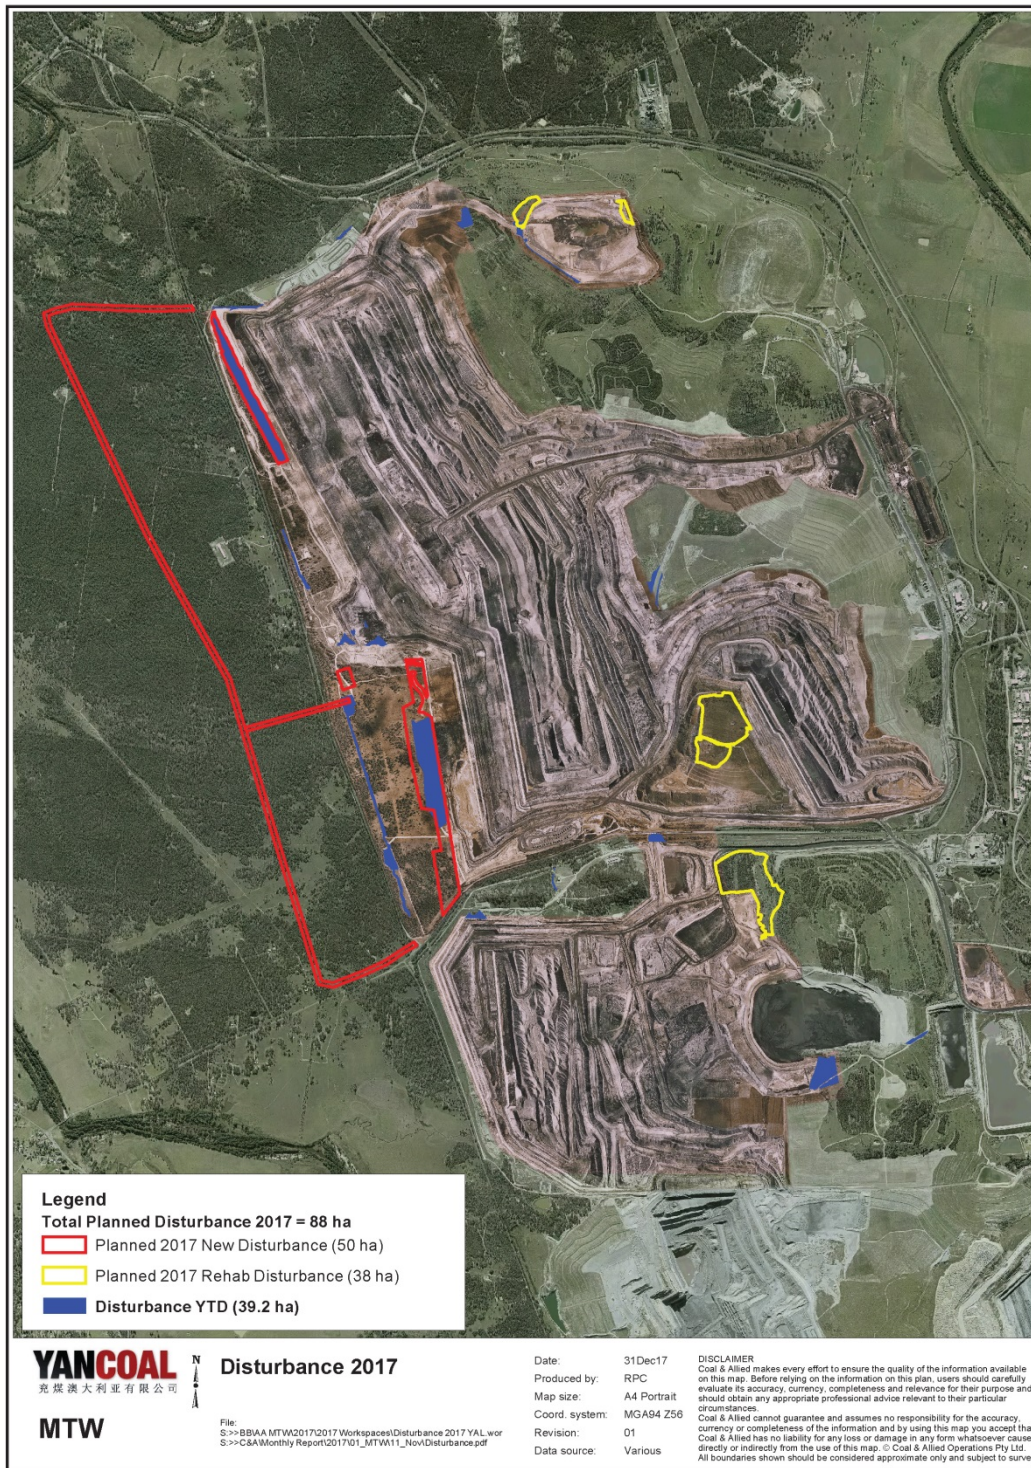 Legend
Total Planned Disturbance 2017 = 88 ha
Planned 2017 New Disturbance (50 ha)
Planned 2017 Rehab Disturbance (38 ha)
Disturbance YTD (39.2 ha)
YANCOAL
兖煤澳大利亚有限公司
MTW
N
Disturbance 2017
File:
S:>>BB\AA MTW\2017\2017 Workspaces\Disturbance 2017 YAL.wor
S:>>C&A\Monthly Report\2017\01_MTW\11_Nov\Disturbance.pdf
Date: 31Dec17
Produced by: RPC
Map size: A4 Portrait
Coord. system: MGA94 Z56
Revision: 01
Data source: Various
DISCLAIMER
Coal & Allied makes every effort to ensure the quality of the information available
on this map. Before relying on the information on this plan, users should carefully
evaluate its accuracy, currency, completeness and relevance for their purpose and
should obtain any appropriate professional advice relevant to their particular
circumstances.
Coal & Allied cannot guarantee and assumes no responsibility for the accuracy,
currency or completeness of the information and by using this map you accept tha
Coal & Allied has no liability for any loss or damage in any form whatsoever cause
directly or indirectly from the use of this map. © Coal & Allied Operations Pty Ltd.
All boundaries shown should be considered approximate only and subject to surve